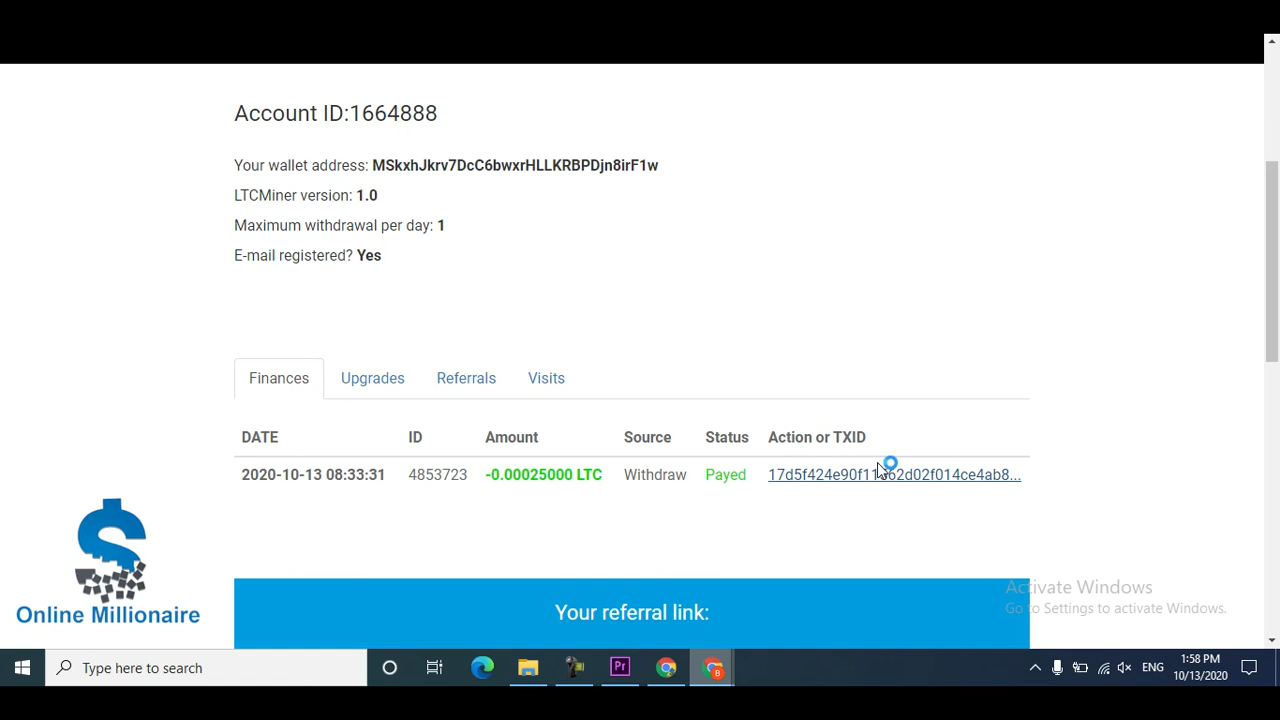 Account ID:1664888
Your wallet address: MSkxhJkrv7DcC6bwxrHLLKRBPDjn8irF1w
LTCMiner version: 1.0
Maximum withdrawal per day: 1
E-mail registered? Yes
Finances Upgrades Referrals Visits
DATE ID Amount Source Status Action or TXID
2020-10-13 08:33:31 4853723 -0.00025000 LTC Withdraw Payed
Online Millionaire
Your referral link:
Activate Windows
Go to Settings to activate Windows.
Type here to search
Pr
B
ENG
1:58 PM
10/13/2020